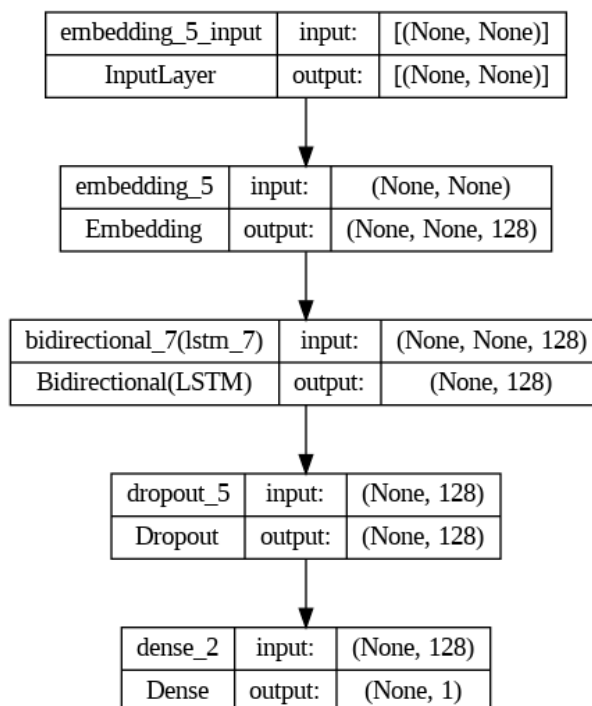 embedding_5_input input: [(None, None)]
InputLayer output: [(None, None)]
embedding_5 input: (None, None)
Embedding output: (None, None, 128)
bidirectional_7(lstm_7) input: (None, None, 128)
Bidirectional(LSTM) output: (None, 128)
dropout_5 input: (None, 128)
Dropout output: (None, 128)
dense_2 input: (None, 128)
Dense output: (None, 1)